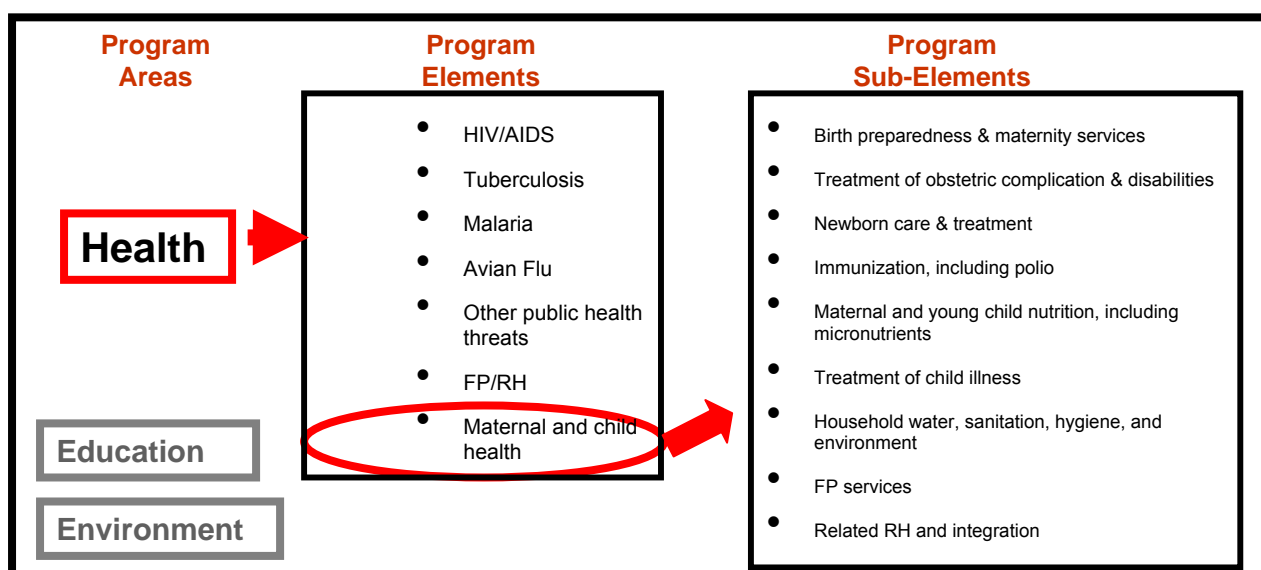 Program
Areas
Health
Education
Environment
Program
Elements
• HIV/AIDS
• Tuberculosis
• Malaria
• Avian Flu
• Other public health
threats
• FP/RH
• Maternal and child
health
Program
Sub-Elements
• Birth preparedness & maternity services
• Treatment of obstetric complication & disabilities
• Newborn care & treatment
• Immunization, including polio
• Maternal and young child nutrition, including
micronutrients
• Treatment of child illness
• Household water, sanitation, hygiene, and
environment
• FP services
• Related RH and integration